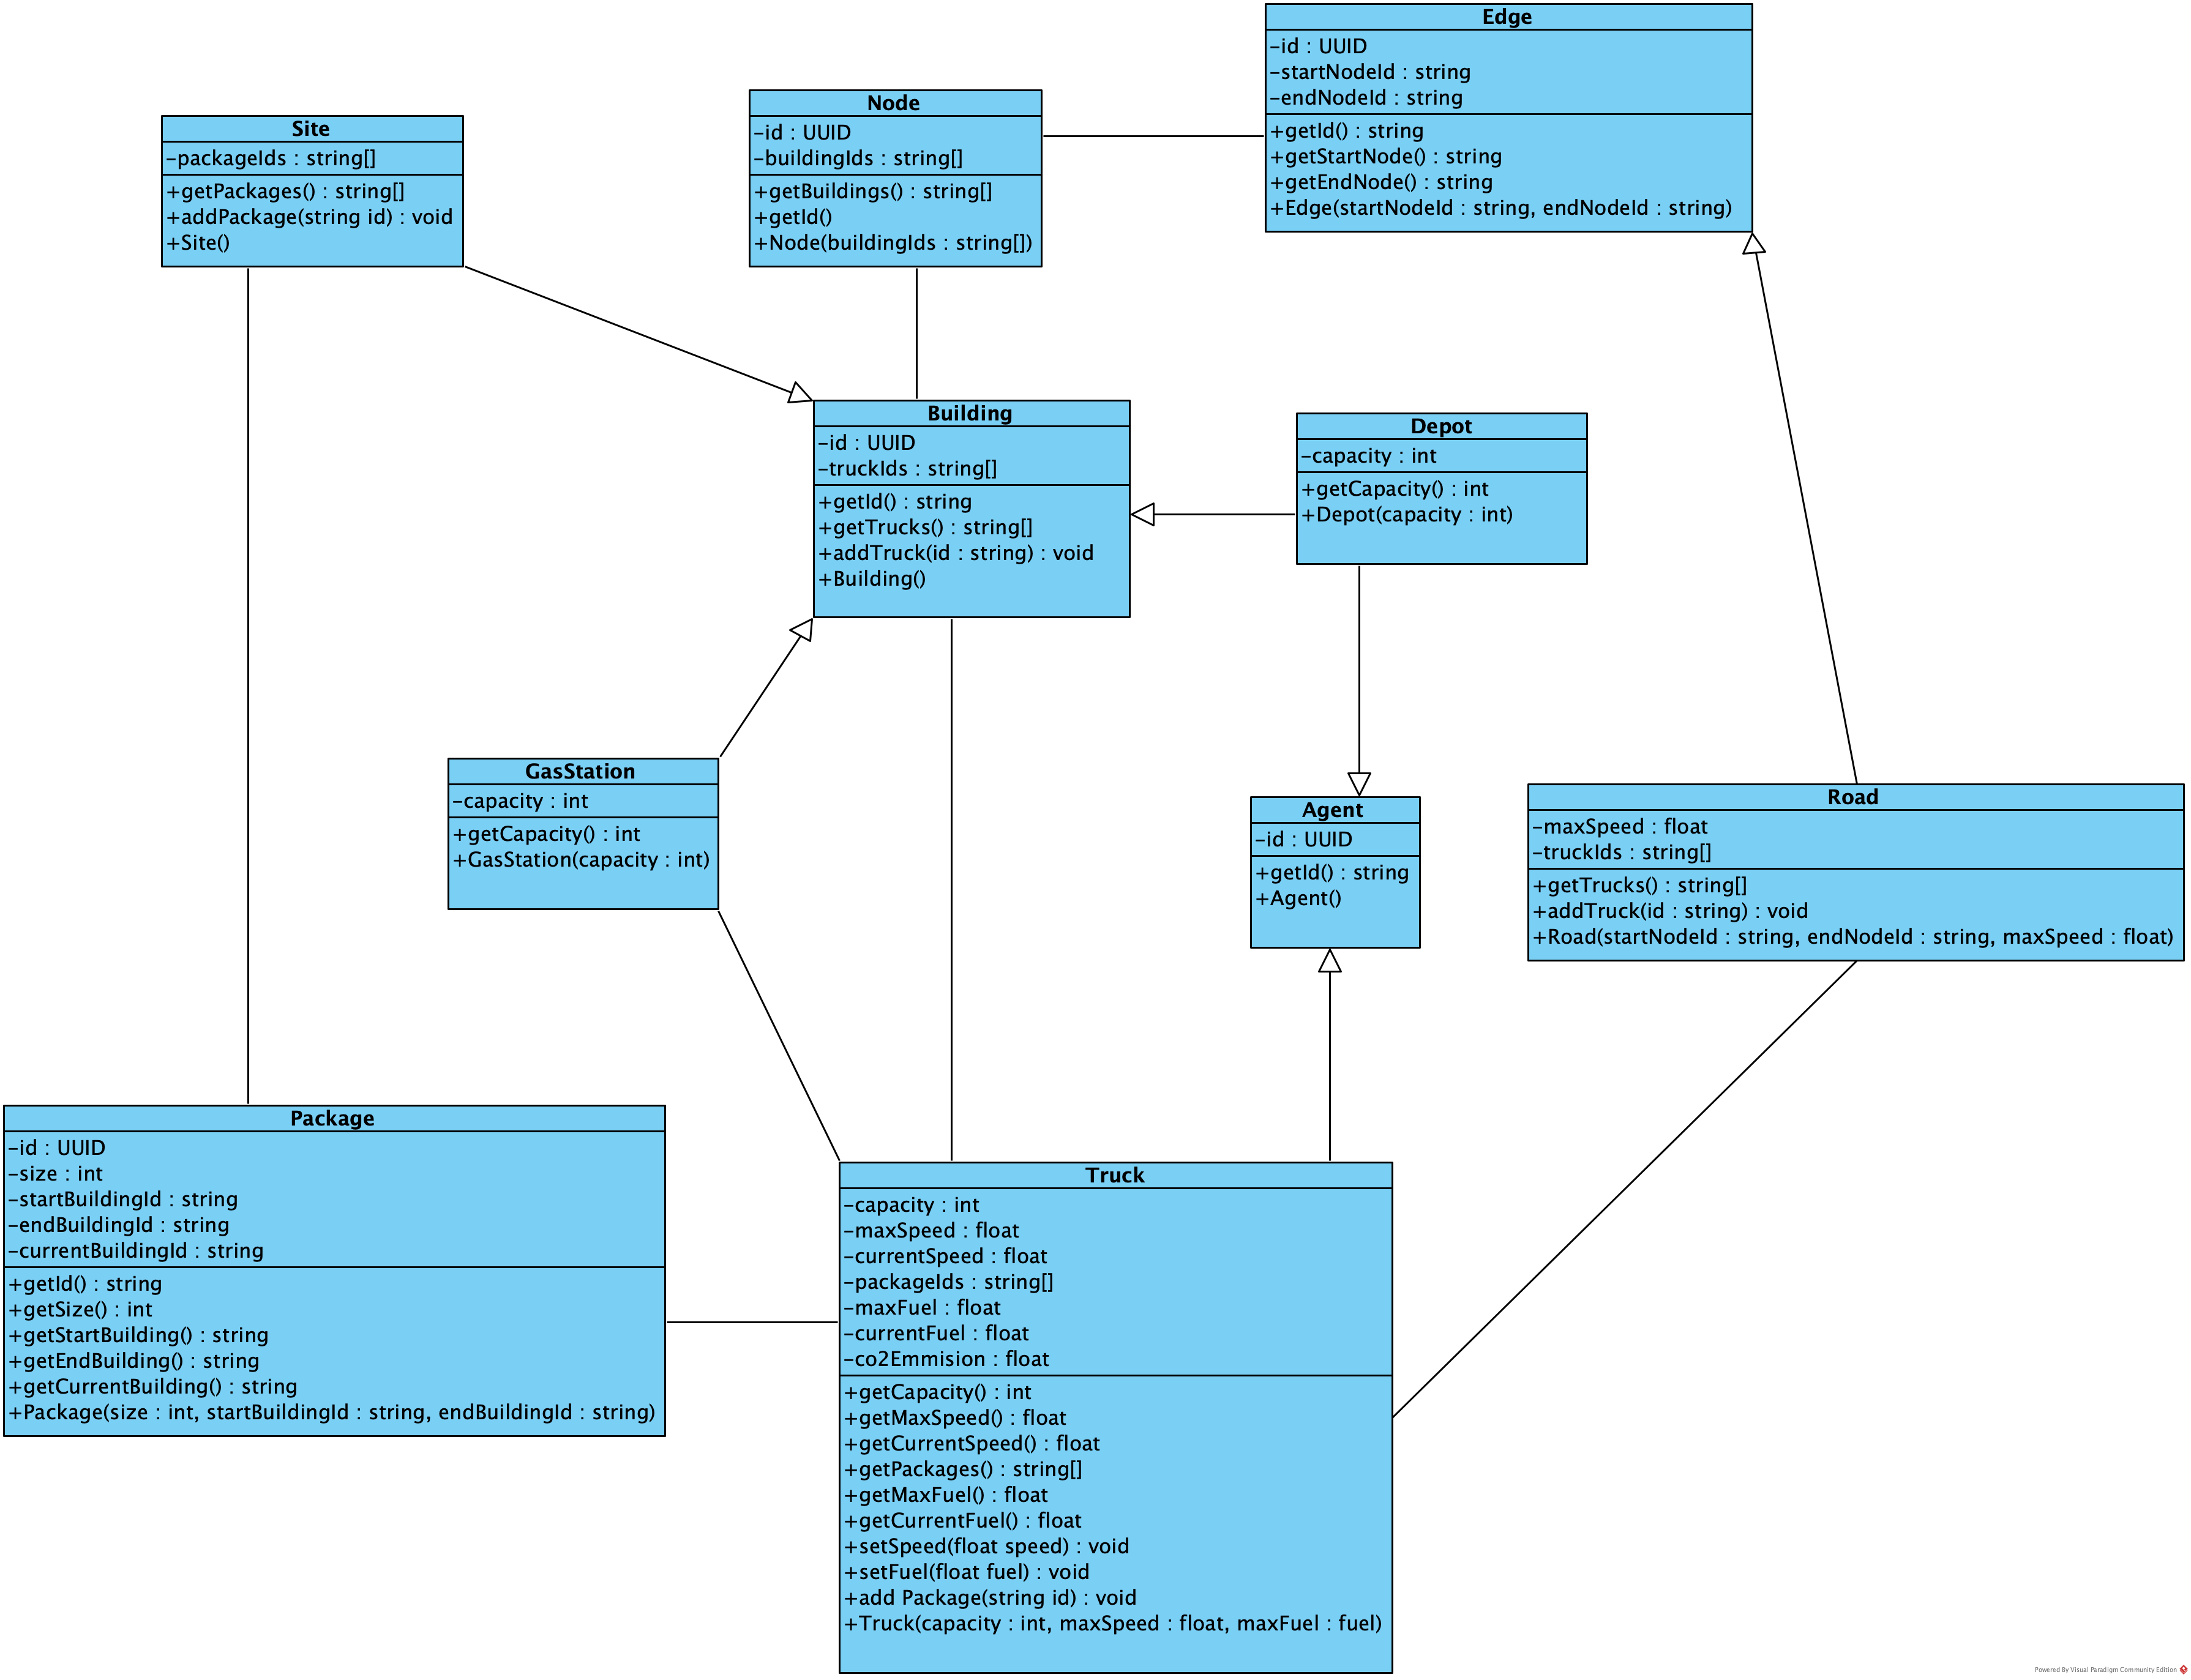 Edge
-id : UUID
-startNodeId : string
-endNodeId : string
+getId() : string
+getStartNode() : string
+getEndNode() : string
+Edge(startNodeId : string, endNodeId : string)
Node
-id : UUID
-buildingIds : string[]
+getBuildings() : string[]
+getId()
+Node(buildingIds : string[])
Site
-packageIds : string[]
+getPackages() : string[]
+addPackage(string id) : void
+Site()
Building
-id : UUID
-truckIds : string[]
+getId() : string
+getTrucks() : string[]
+addTruck(id : string) : void
+Building()
Depot
-capacity : int
+getCapacity() : int
+Depot(capacity : int)
GasStation
-capacity : int
+getCapacity() : int
+GasStation(capacity : int)
Agent
-id : UUID
+getId() : string
+Agent()
Road
-maxSpeed : float
-truckIds : string[]
+getTrucks() : string[]
+addTruck(id : string) : void
+Road(startNodeId : string, endNodeId : string, maxSpeed : float)
Package
-id : UUID
-size : int
-startBuildingId : string
-endBuildingId : string
-currentBuildingId : string
+getId() : string
+getSize() : int
+getStartBuilding() : string
+getEndBuilding() : string
+getCurrentBuilding() : string
+Package(size : int, startBuildingId : string, endBuildingId : string)
Truck
-capacity : int
-maxSpeed : float
-currentSpeed : float
-packageIds : string[]
-maxFuel : float
-currentFuel : float
-co2Emmision : float
+getCapacity() : int
+getMaxSpeed() : float
+getCurrentSpeed() : float
+getPackages() : string[]
+getMaxFuel() : float
+getCurrentFuel() : float
+setSpeed(float speed) : void
+setFuel(float fuel) : void
+add Package(string id) : void
+Truck(capacity : int, maxSpeed : float, maxFuel : fuel)
Powered By Visual Paradigm Community Edition